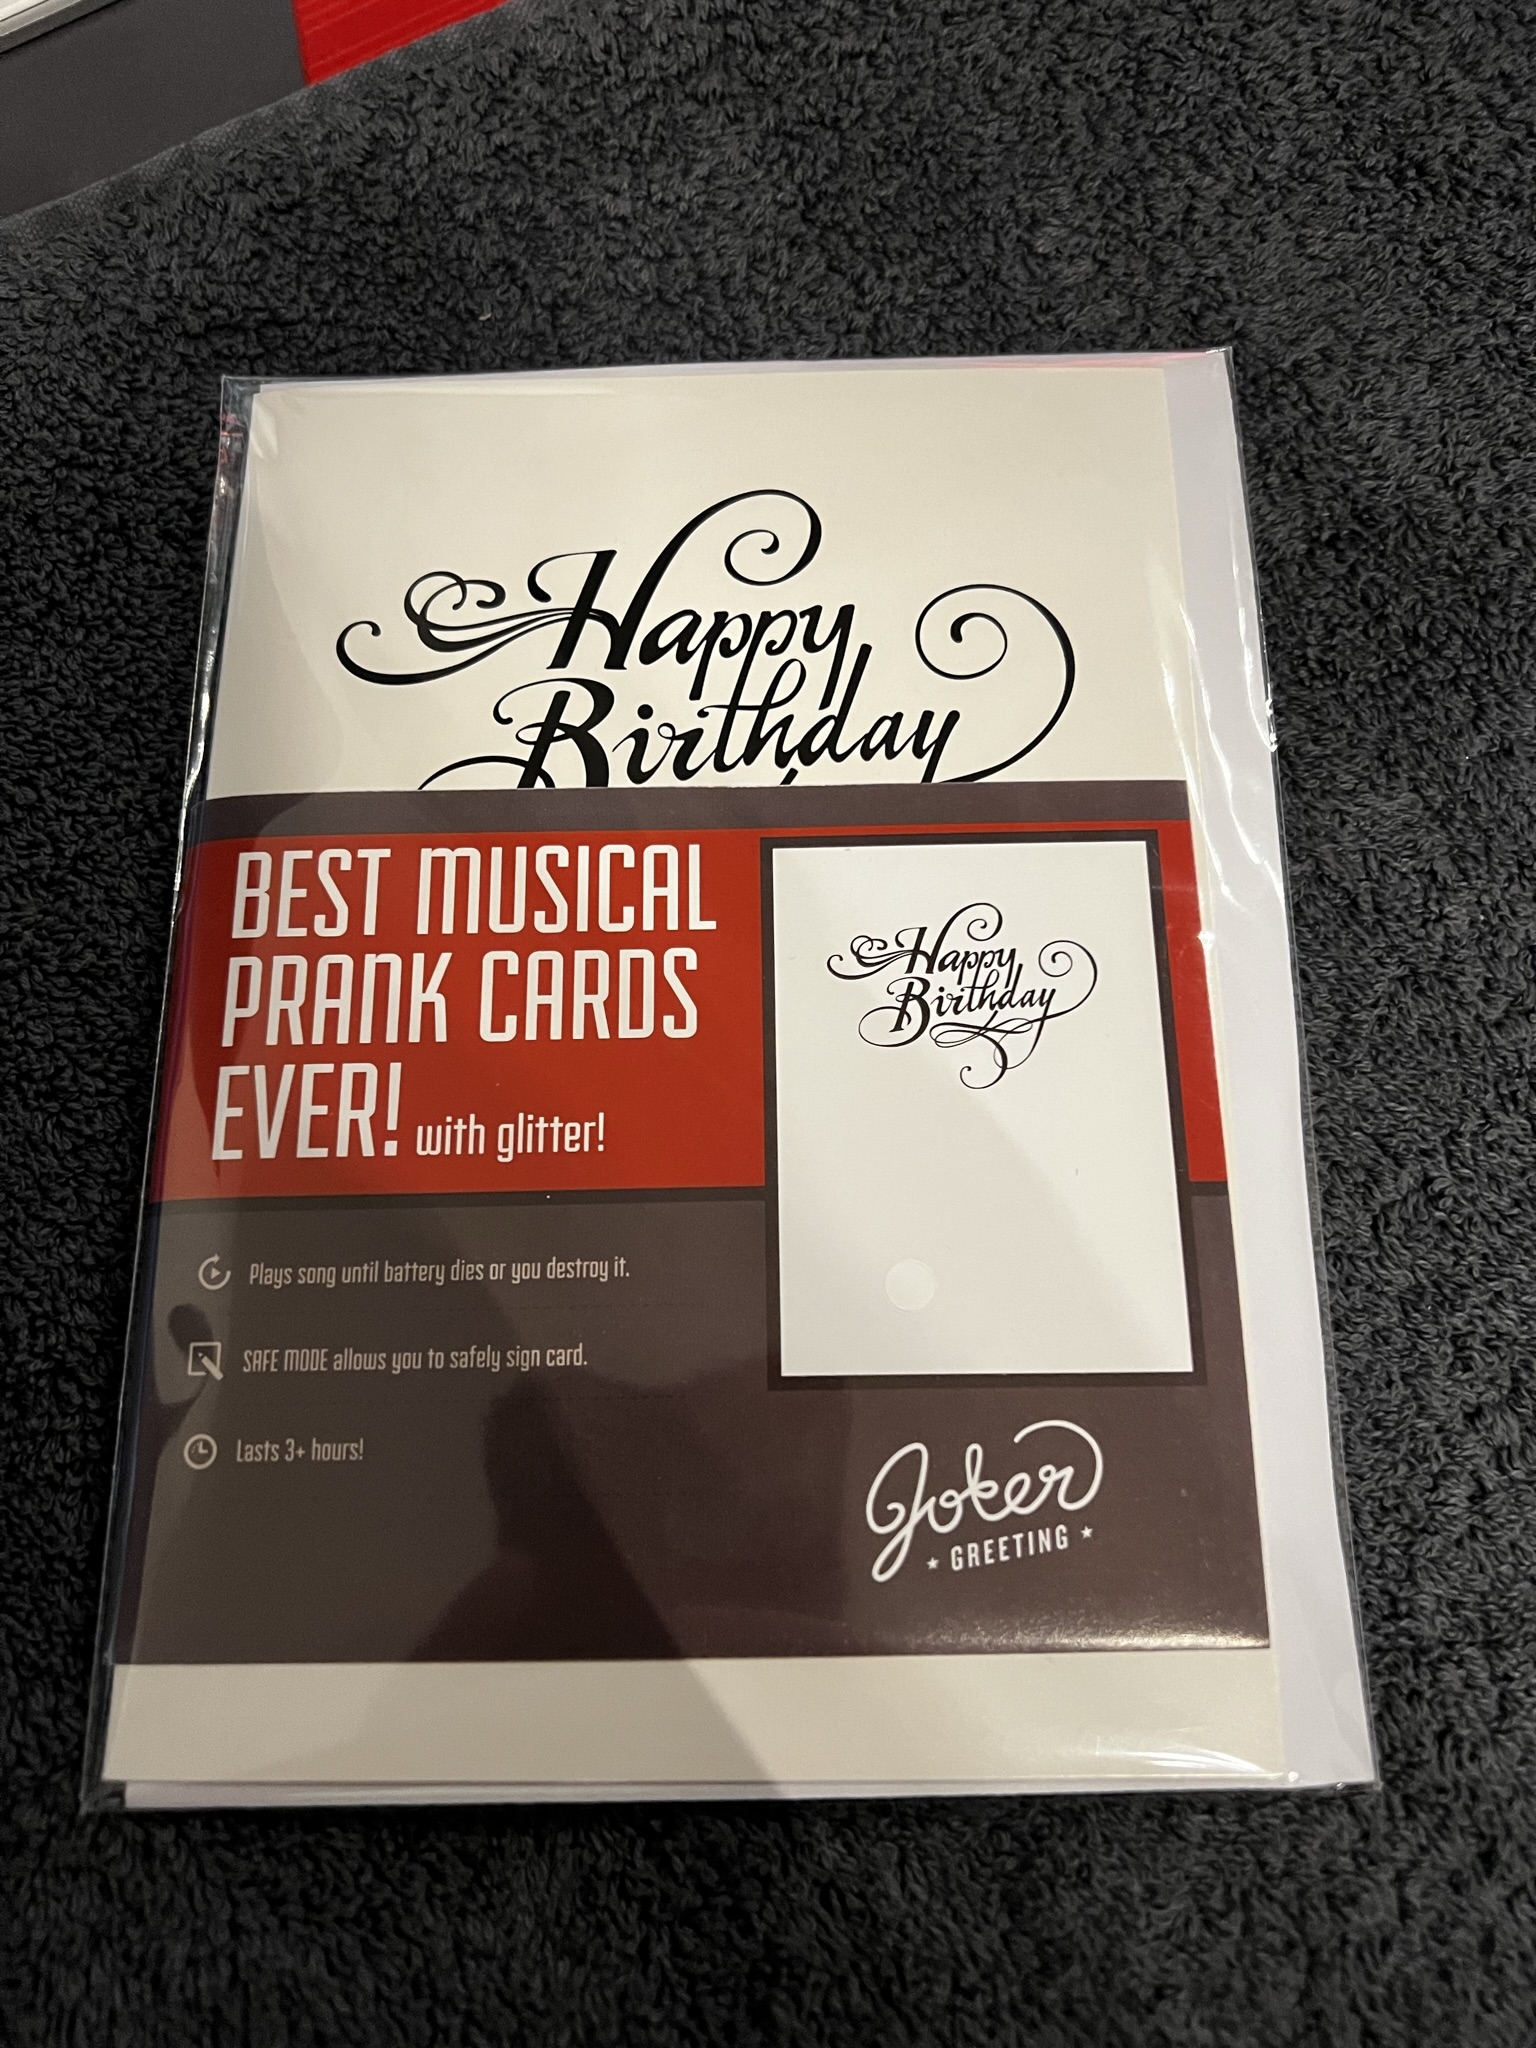 Happy
Birthday
BEST MUSICAL
PRANK CARDS
EVER! with glitter!
Plays song until battery dies or you destroy it.
SAFE MODE allows you to safely sign card.
Lasts 3+ hours!
Happy
Birthday
Joker
GREETING